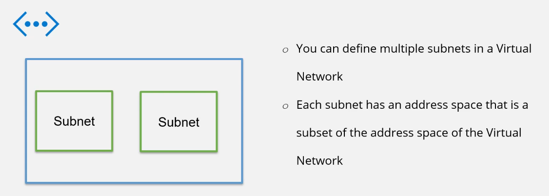 Subnet
Subnet
o You can define multiple subnets in a Virtual
Network
o Each subnet has an address space that is a
subset of the address space of the Virtual
Network